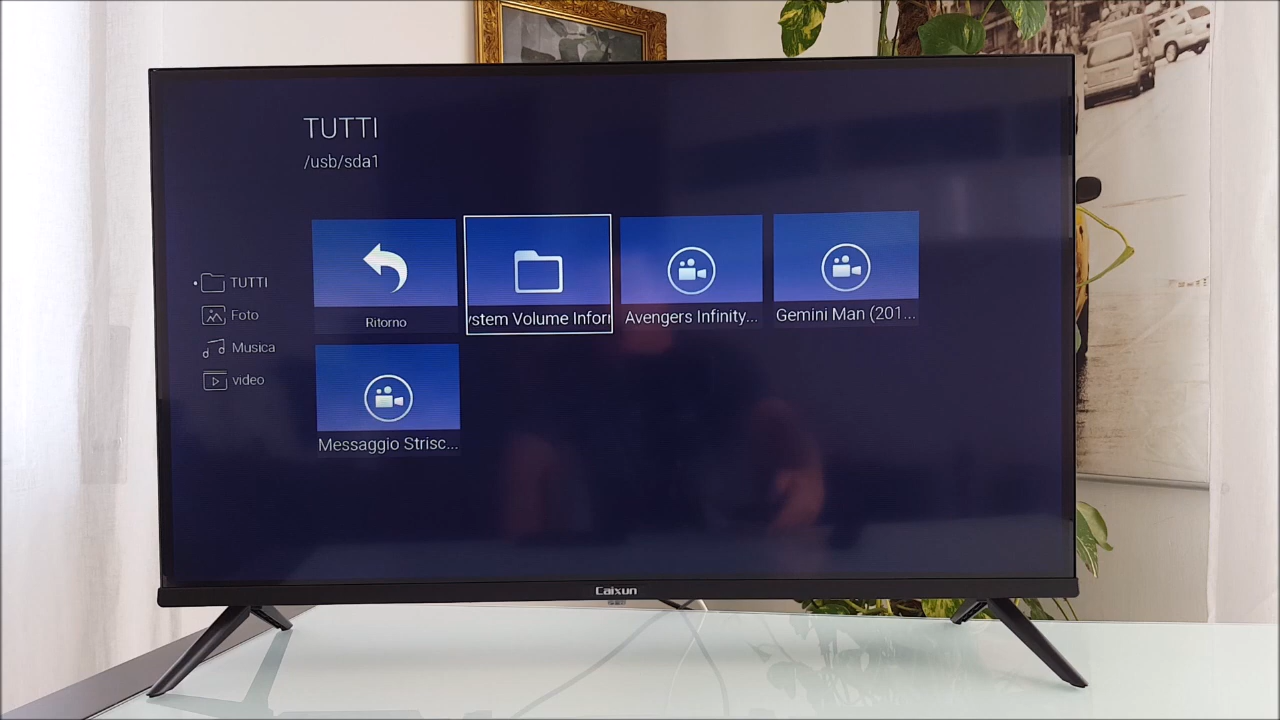 TUTTI
/usb/sda1
TUTTI
Foto
Musica
video
Ritorno
ystem Volume Infor
Avengers Infinity...
Gemini Man (201...
Messaggio Strisc...
Caixun